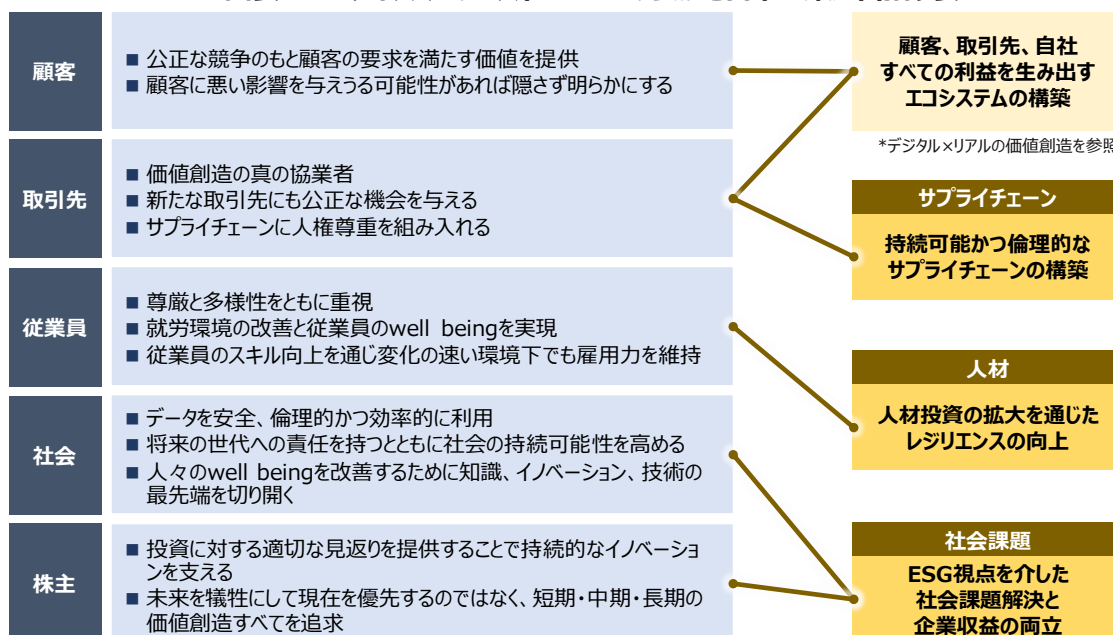 顧客
■ 公正な競争のもと顧客の要求を満たす価値を提供
■ 顧客に悪い影響を与えうる可能性があれば隠さず明らかにする
取引先
■ 価値創造の真の協業者
■ 新たな取引先にも公正な機会を与える
■ サプライチェーンに人権尊重を組み入れる
従業員
■ 尊厳と多様性をともに重視
■ 就労環境の改善と従業員のwell beingを実現
■ 従業員のスキル向上を通じ変化の速い環境下でも雇用力を維持
社会
■ データを安全、倫理的かつ効率的に利用
■ 将来の世代への責任を持つとともに社会の持続可能性を高める
■ 人々のwell beingを改善するために知識、イノベーション、技術の
最先端を切り開く
株主
■ 投資に対する適切な見返りを提供することで持続的なイノベーショ
ンを支える
■ 未来を犠牲にして現在を優先するのではなく、短期・中期・長期の
価値創造すべてを追求
顧客、取引先、自社
すべての利益を生み出す
エコシステムの構築
*デジタル×リアルの価値創造を参照
サプライチェーン
持続可能かつ倫理的な
サプライチェーンの構築
人材
人材投資の拡大を通じた
レジリエンスの向上
社会課題
ESG視点を介した
社会課題解決と
企業収益の両立